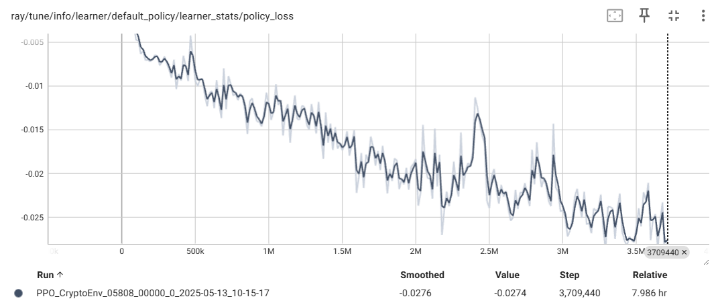 ray/tune/info/learner/default_policy/learner_stats/policy_loss
-0.005
-0.01
-0.015
-0.02
-0.025
0 500k 1M 1.5M 2M 2.5M 3M 3.5M 3709440 ×
Run ↑ Smoothed Value Step Relative
PPO_CryptoEnv_05808_00000_0_2025-05-13_10-15-17 -0.0276 -0.0274 3,709,440 7.986 hr